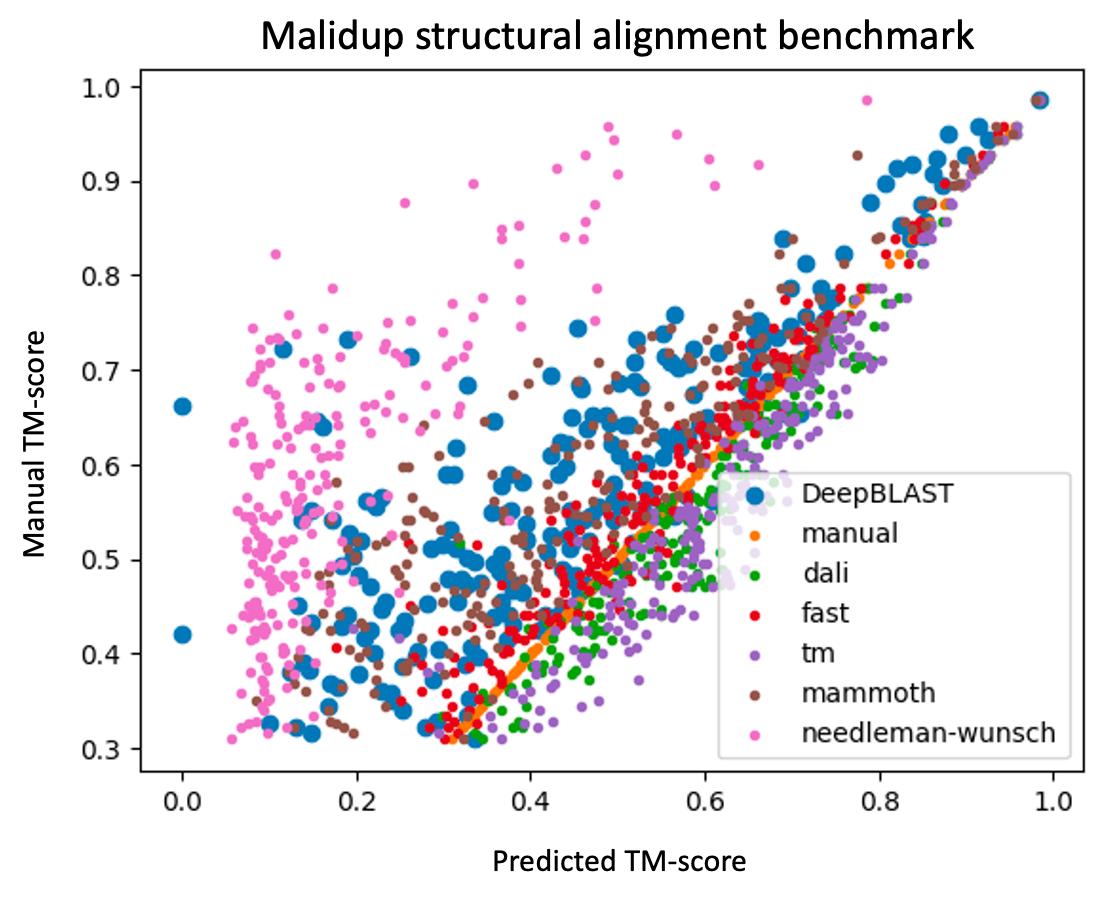 Malidup structural alignment benchmark
Manual TM-score
1.0
0.9
0.8
0.7
0.6
0.5
0.4
0.3
DeepBLAST
manual
dali
fast
tm
mammoth
needleman-wunsch
0.0 0.2 0.4 0.6 0.8 1.0
Predicted TM-score